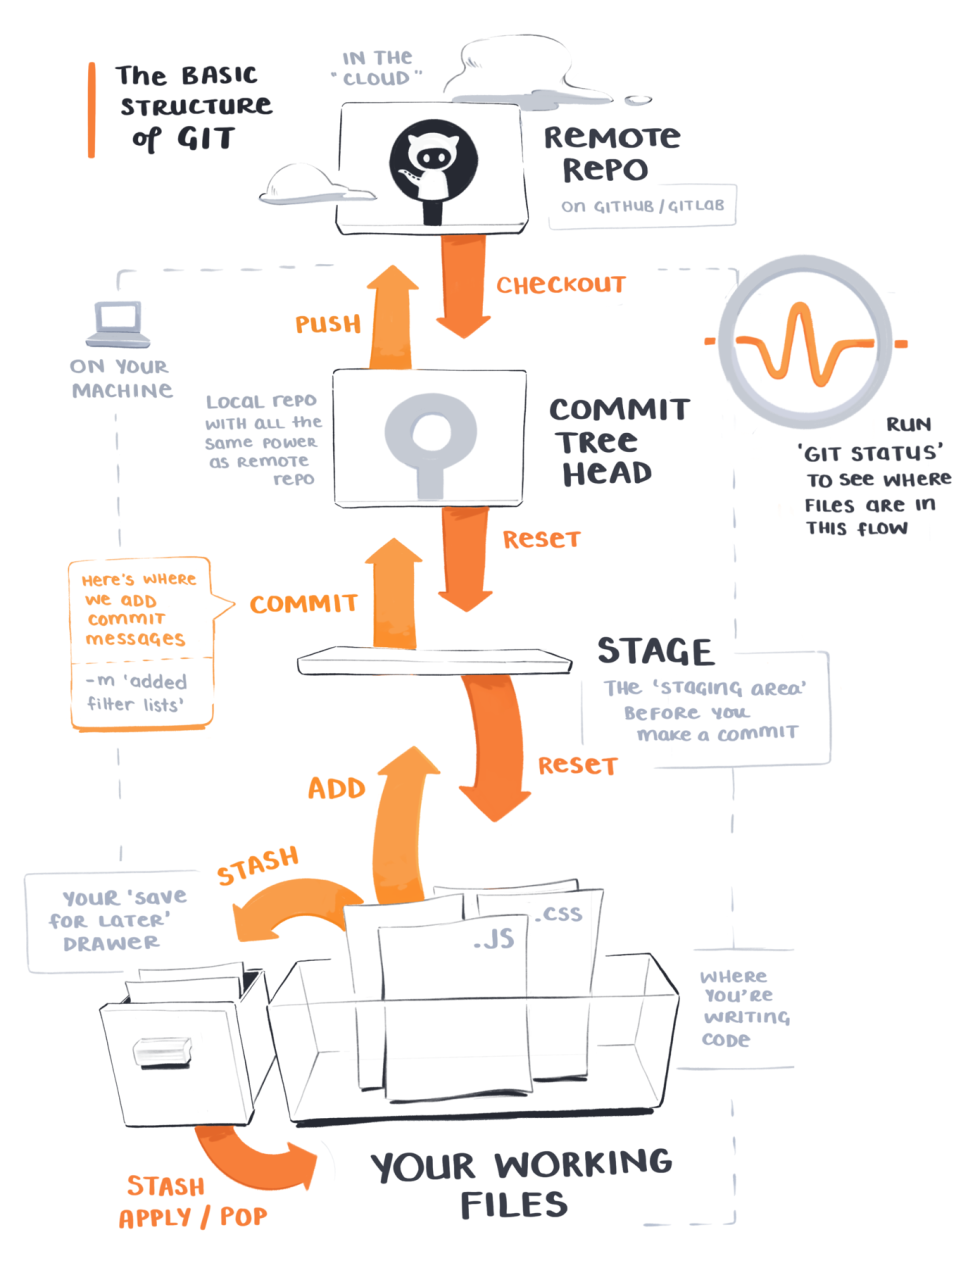 The BASIC
STRUCTURE
of GIT
IN THE
"CLOUD"
REMOTE
REPO
ON GITHUB/GITLAB
CHECKOUT
PUSH
ON YOUR
MACHINE
LOCAL REPO
WITH ALL the
same POWER
as REMOTE
REPO
COMMIT
TREE
HEAD
RUN
'GIT STATUS'
TO SEE WHERE
FILES ARE IN
THIS FLOW
RESET
COMMIT
HERE'S WHERE
WE ADD
COMMIT
MESSAGES
-m 'added
filter lists'
STAGE
THE 'STAGING AREA'
BEFORE YOU
MAKE A COMMIT
RESET
ADD
STASH
YOUR 'SAVE
FOR LATER'
DRAWER
.JS
.CSS
WHERE
YOU'RE
WRITING
CODE
STASH
APPLY / POP
YOUR WORKING
FILES